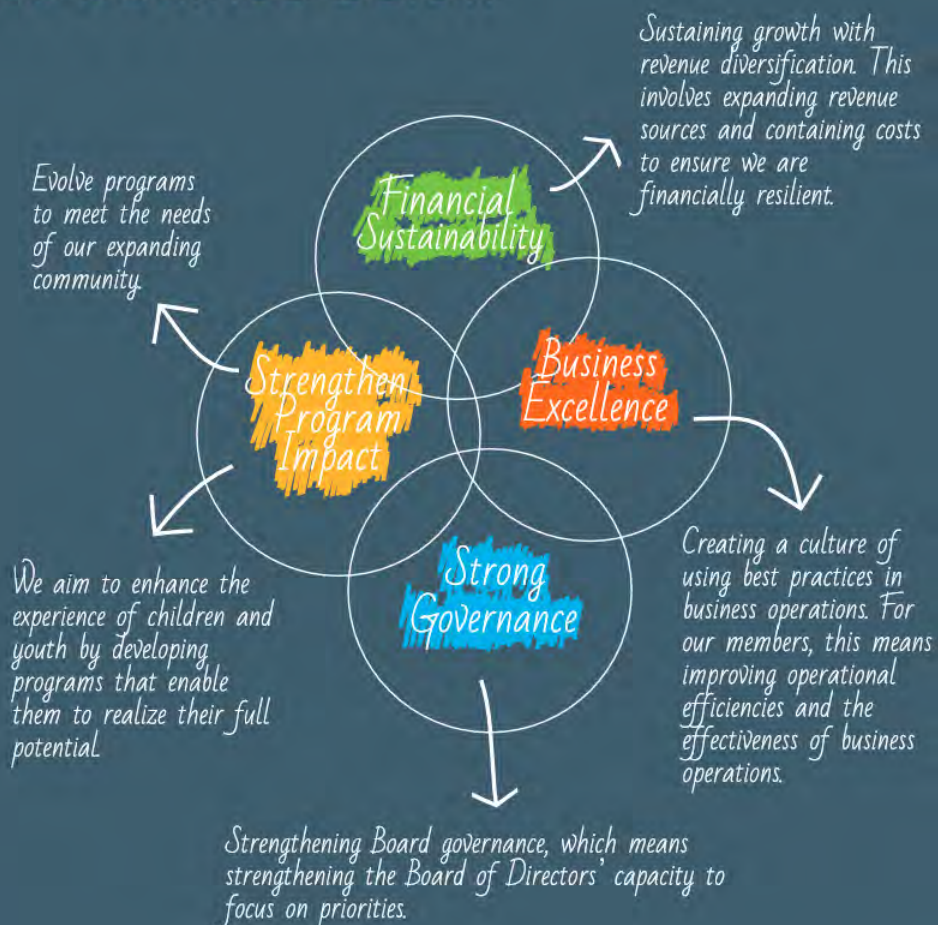 Sustaining growth with
revenue diversification. This
involves expanding revenue
sources and containing costs
to ensure we are
financially resilient.
Evolve programs
to meet the needs
of our expanding
community.
Financial
Sustainability
Business
Excellence
Strengthen
Program
Impact
Strong
Governance
We aim to enhance the
experience of children and
youth by developing
programs that enable
them to realize their full
potential.
Creating a culture of
using best practices in
business operations. For
our members, this means
improving operational
efficiencies and the
effectiveness of business
operations.
Strengthening Board governance, which means
strengthening the Board of Directors' capacity to
focus on priorities.